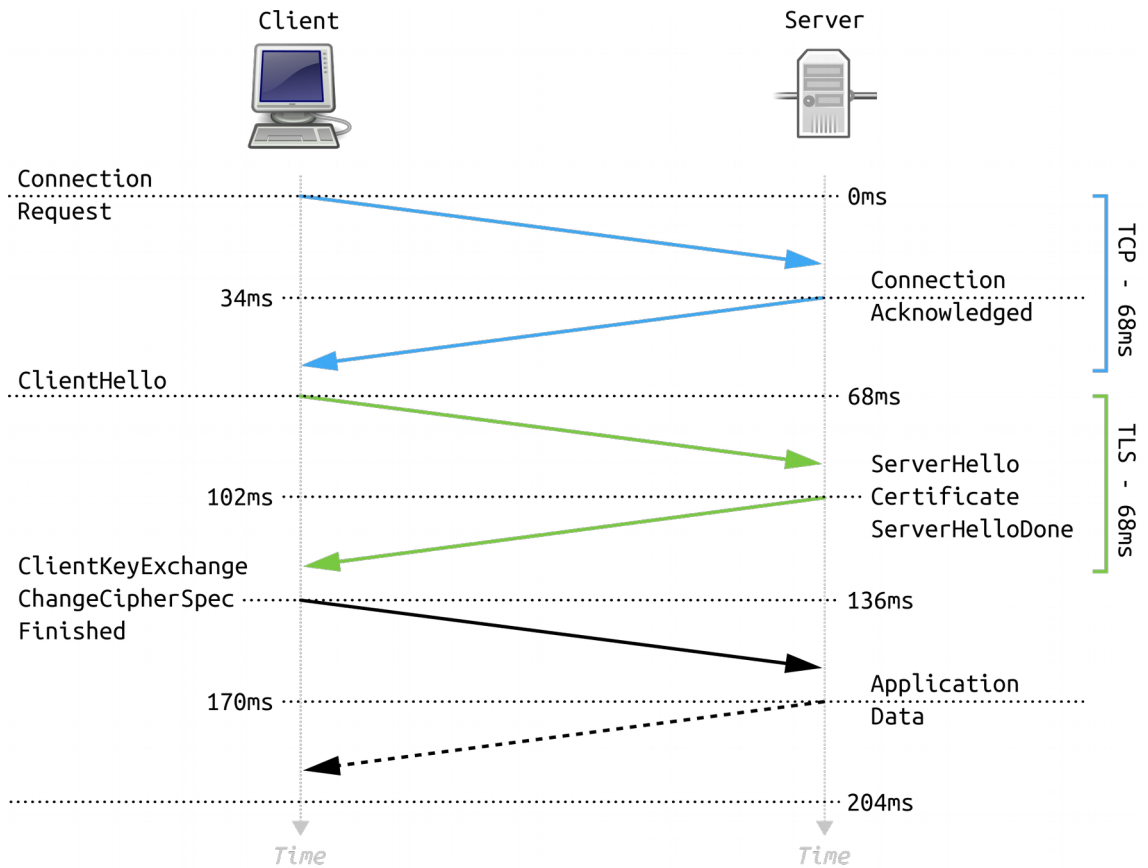 Client
Server
Connection
Request
0ms
34ms
Connection
Acknowledged
TCP - 68ms
ClientHello
68ms
ServerHello
102ms
Certificate
ServerHelloDone
TLS - 68ms
ClientKeyExchange
ChangeCipherSpec
Finished
136ms
170ms
Application
Data
204ms
Time
Time